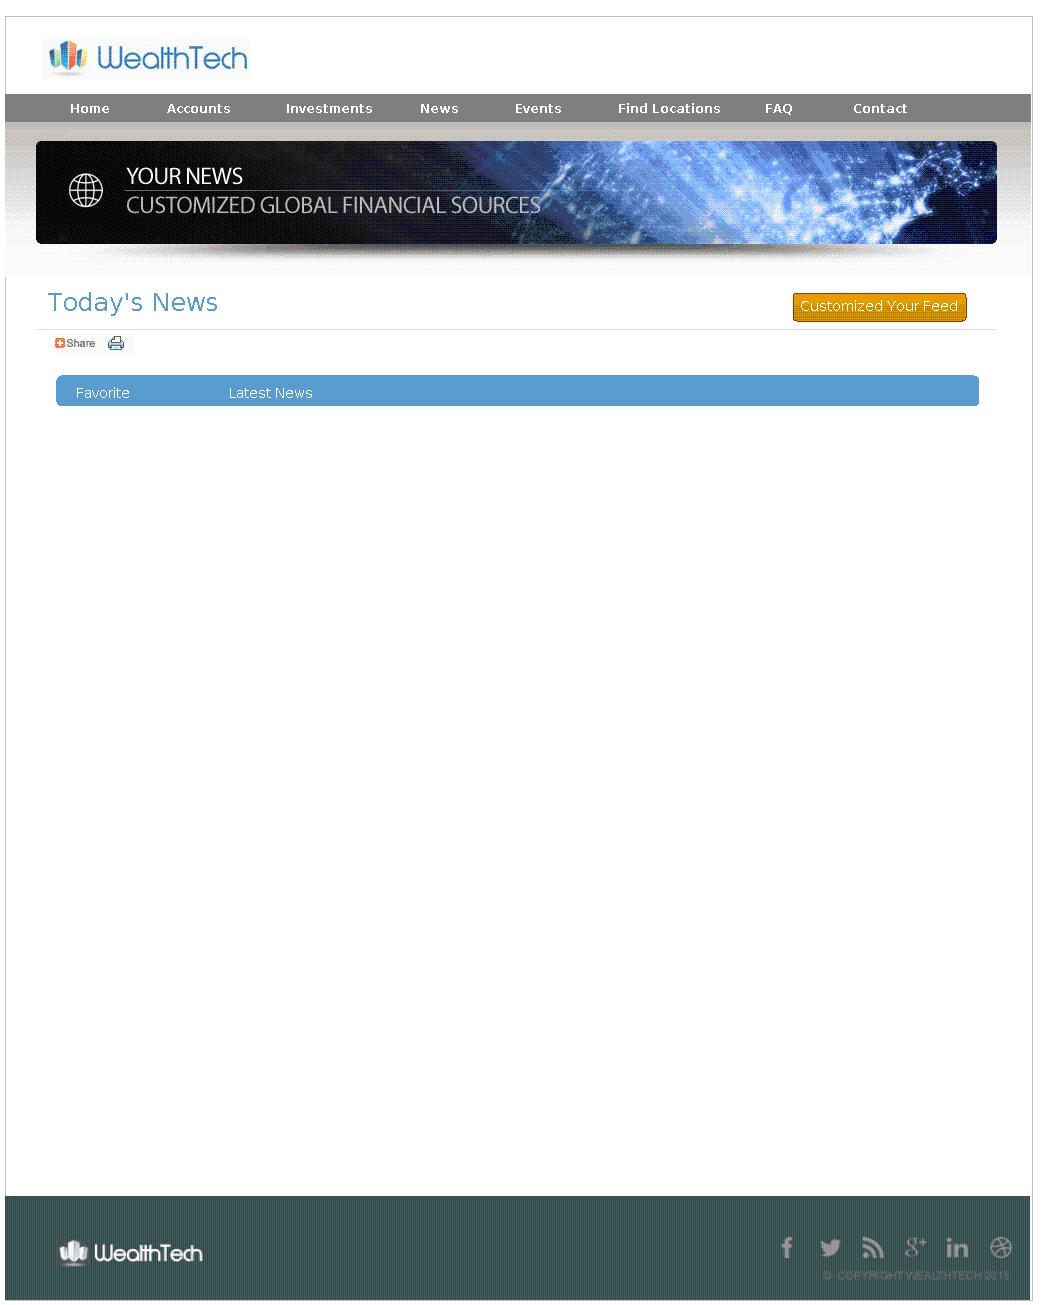 WealthTech
Home Accounts Investments News Events Find Locations FAQ Contact
YOUR NEWS
CUSTOMIZED GLOBAL FINANCIAL SOURCES
Today's News
Customized Your Feed
Share
Favorite Latest News
WealthTech
© COPYRIGHT WEALTHTECH 2015